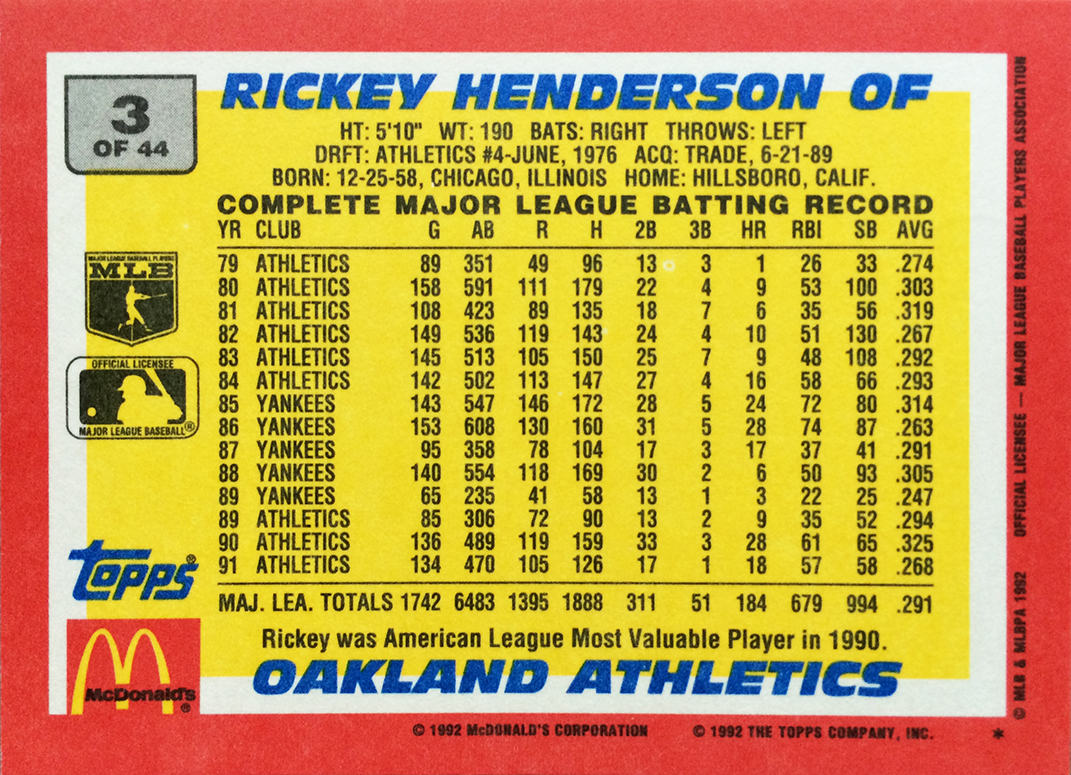 3
OF 44
RICKEY HENDERSON OF
HT: 5'10" WT: 190 BATS: RIGHT THROWS: LEFT
DRFT: ATHLETICS #4-JUNE, 1976 ACQ: TRADE, 6-21-89
BORN: 12-25-58, CHICAGO, ILLINOIS HOME: HILLSBORO, CALIF.
COMPLETE MAJOR LEAGUE BATTING RECORD
YR CLUB G AB R H 2B 3B HR RBI SB AVG
79 ATHLETICS 89 351 49 96 13 3 1 26 33 .274
80 ATHLETICS 158 591 111 179 22 4 9 53 100 .303
81 ATHLETICS 108 423 89 135 18 7 6 35 56 .319
82 ATHLETICS 149 536 119 143 24 4 10 51 130 .267
83 ATHLETICS 145 513 105 150 25 7 9 48 108 .292
84 ATHLETICS 142 502 113 147 27 4 16 58 66 .293
85 YANKEES 143 547 146 172 28 5 24 72 80 .314
86 YANKEES 153 608 130 160 31 5 28 74 87 .263
87 YANKEES 95 358 78 104 17 3 17 37 41 .291
88 YANKEES 140 554 118 169 30 2 6 50 93 .305
89 YANKEES 65 235 41 58 13 1 3 22 25 .247
89 ATHLETICS 85 306 72 90 13 2 9 35 52 .294
90 ATHLETICS 136 489 119 159 33 3 28 61 65 .325
91 ATHLETICS 134 470 105 126 17 1 18 57 58 .268
MAJ. LEA. TOTALS 1742 6483 1395 1888 311 51 184 679 994 .291
Rickey was American League Most Valuable Player in 1990.
OAKLAND ATHLETICS
MAJOR LEAGUE BASEBALL PLAYERS
MLB
OFFICIAL LICENSEE
MAJOR LEAGUE BASEBALL®
TOPPS®
McDonald's®
© 1992 McDONALD'S CORPORATION © 1992 THE TOPPS COMPANY, INC. *
© MLB & MLBPA 1992 OFFICIAL LICENSEE — MAJOR LEAGUE BASEBALL PLAYERS ASSOCIATION